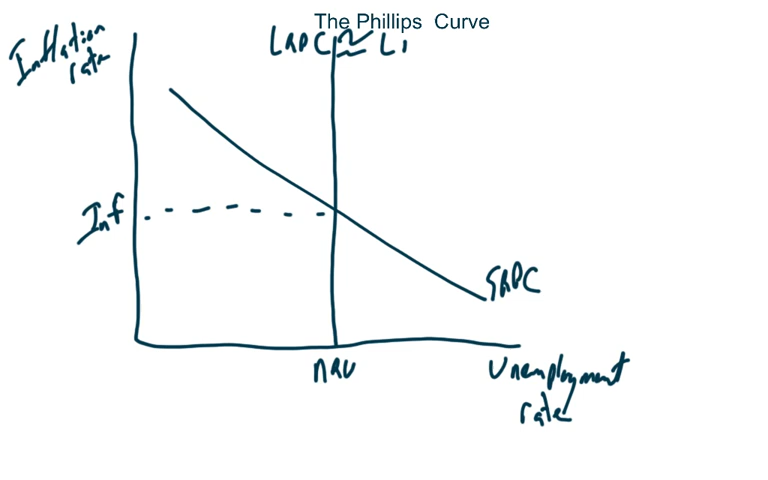 The Phillips Curve
Inflation
rate
LRPC ≈ L
Inf
SRPC
NRU
Unemployment
rate